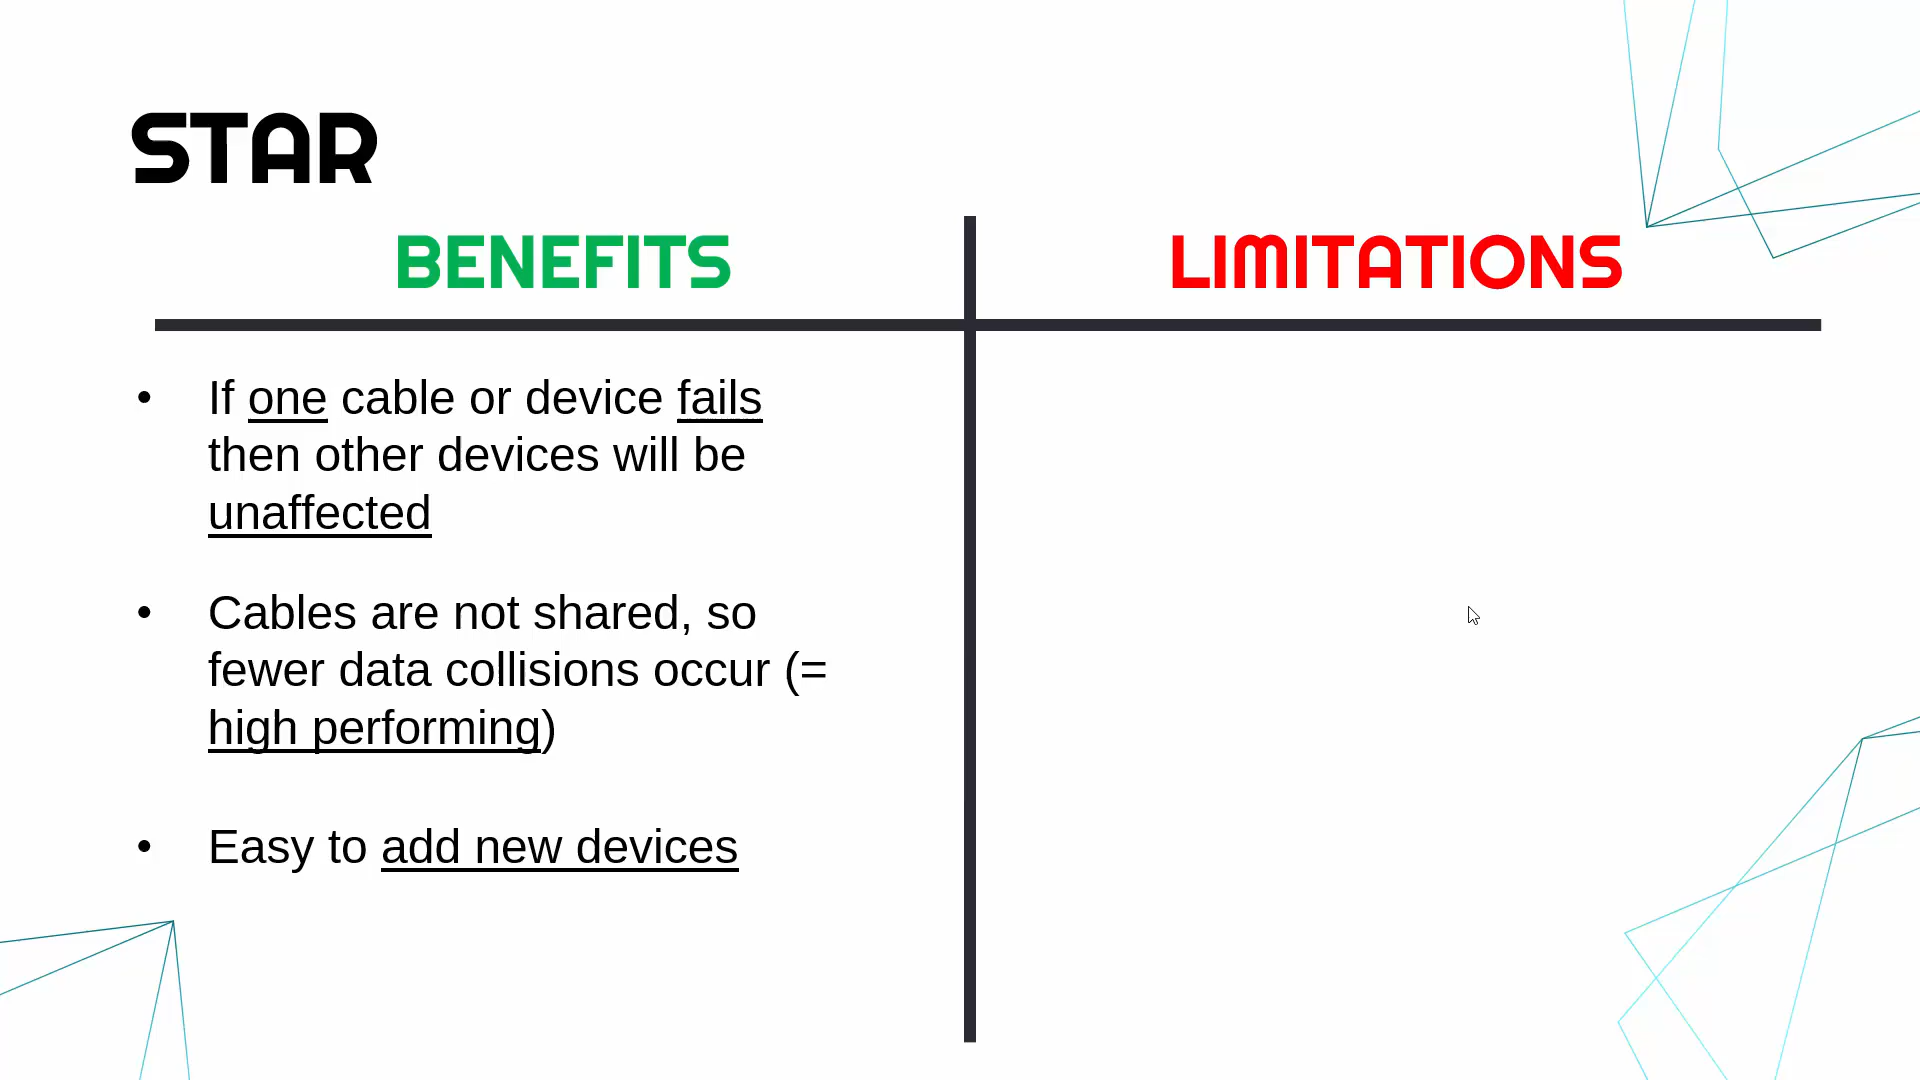 STAR
BENEFITS
LIMITATIONS
• If one cable or device fails
then other devices will be
unaffected
• Cables are not shared, so
fewer data collisions occur (=
high performing)
• Easy to add new devices